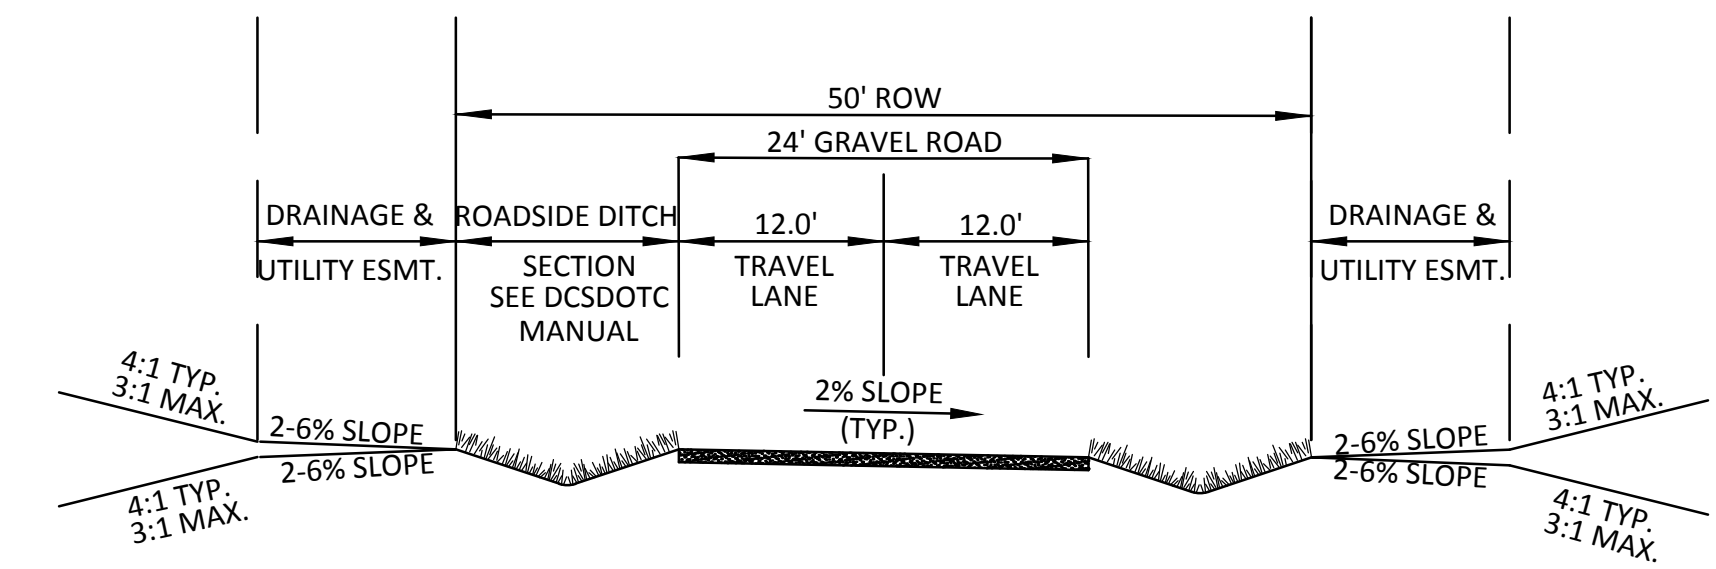 50' ROW
24' GRAVEL ROAD
DRAINAGE &
UTILITY ESMT.
ROADSIDE DITCH
SECTION
SEE DCSDOTC
MANUAL
12.0'
TRAVEL
LANE
12.0'
TRAVEL
LANE
DRAINAGE &
UTILITY ESMT.
4:1 TYP.
3:1 MAX.
2-6% SLOPE
2-6% SLOPE
4:1 TYP.
3:1 MAX.
2% SLOPE
(TYP.)
2-6% SLOPE
2-6% SLOPE
4:1 TYP.
3:1 MAX.
4:1 TYP.
3:1 MAX.